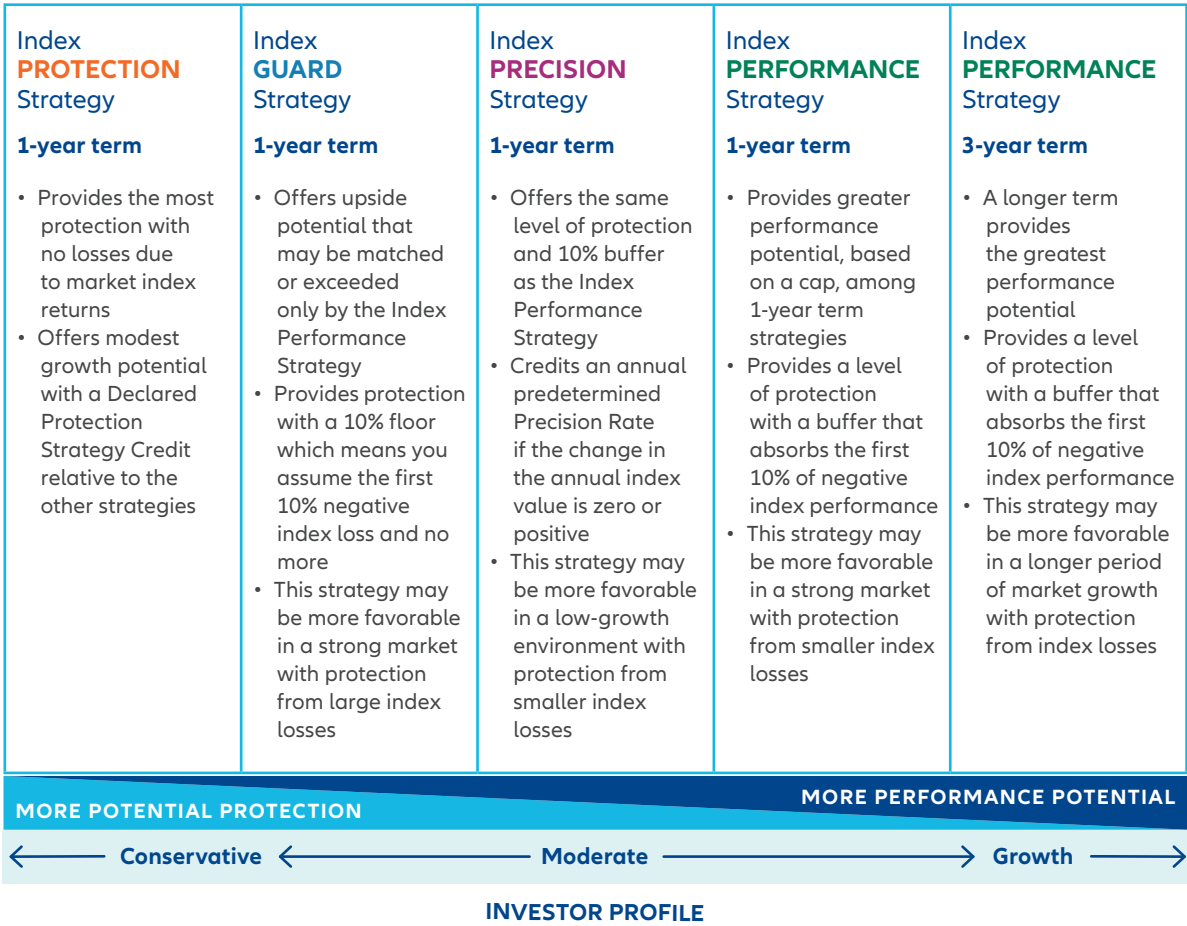 Index
PROTECTION
Strategy
1-year term
• Provides the most
protection with
no losses due
to market index
returns
• Offers modest
growth potential
with a Declared
Protection
Strategy Credit
relative to the
other strategies
Index
GUARD
Strategy
1-year term
• Offers upside
potential that
may be matched
or exceeded
only by the Index
Performance
Strategy
• Provides protection
with a 10% floor
which means you
assume the first
10% negative
index loss and no
more
• This strategy may
be more favorable
in a strong market
with protection
from large index
losses
Index
PRECISION
Strategy
1-year term
• Offers the same
level of protection
and 10% buffer
as the Index
Performance
Strategy
• Credits an annual
predetermined
Precision Rate
if the change in
the annual index
value is zero or
positive
• This strategy may
be more favorable
in a low-growth
environment with
protection from
smaller index
losses
Index
PERFORMANCE
Strategy
1-year term
• Provides greater
performance
potential, based
on a cap, among
1-year term
strategies
• Provides a level
of protection
with a buffer that
absorbs the first
10% of negative
index performance
• This strategy may
be more favorable
in a strong market
with protection
from smaller index
losses
Index
PERFORMANCE
Strategy
3-year term
• A longer term
provides
the greatest
performance
potential
• Provides a level
of protection
with a buffer that
absorbs the first
10% of negative
index performance
• This strategy may
be more favorable
in a longer period
of market growth
with protection
from index losses
MORE POTENTIAL PROTECTION
MORE PERFORMANCE POTENTIAL
Conservative
Moderate
Growth
INVESTOR PROFILE